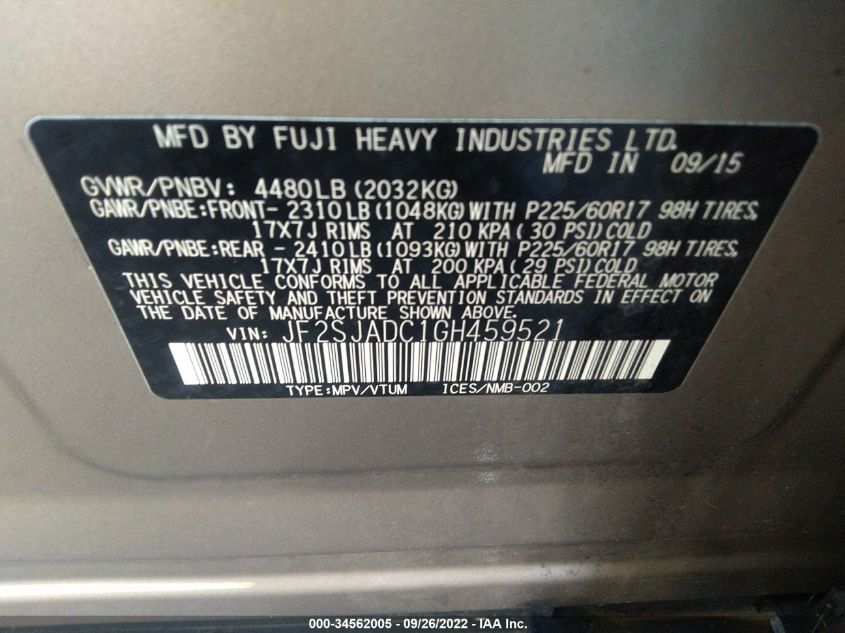 MFD BY FUJI HEAVY INDUSTRIES LTD.
MFD IN 09/15
GVWR/PNBV: 4480LB (2032KG)
GAWR/PNBE:FRONT- 2310LB (1048KG) WITH P225/60R17 98H TIRES,
17X7J RIMS AT 210 KPA (30 PSI) COLD
GAWR/PNBE:REAR - 2410LB (1093KG) WITH P225/60R17 98H TIRES,
17X7J RIMS AT 200 KPA (29 PSI) COLD
THIS VEHICLE CONFORMS TO ALL APPLICABLE FEDERAL MOTOR
VEHICLE SAFETY AND THEFT PREVENTION STANDARDS IN EFFECT ON
THE DATE OF MANUFACTURE SHOWN ABOVE.
VIN: JF2SJADC1GH459521
TYPE:MPV/VTUM ICES/NMB-002
000-34562005 - 09/26/2022 - IAA Inc.